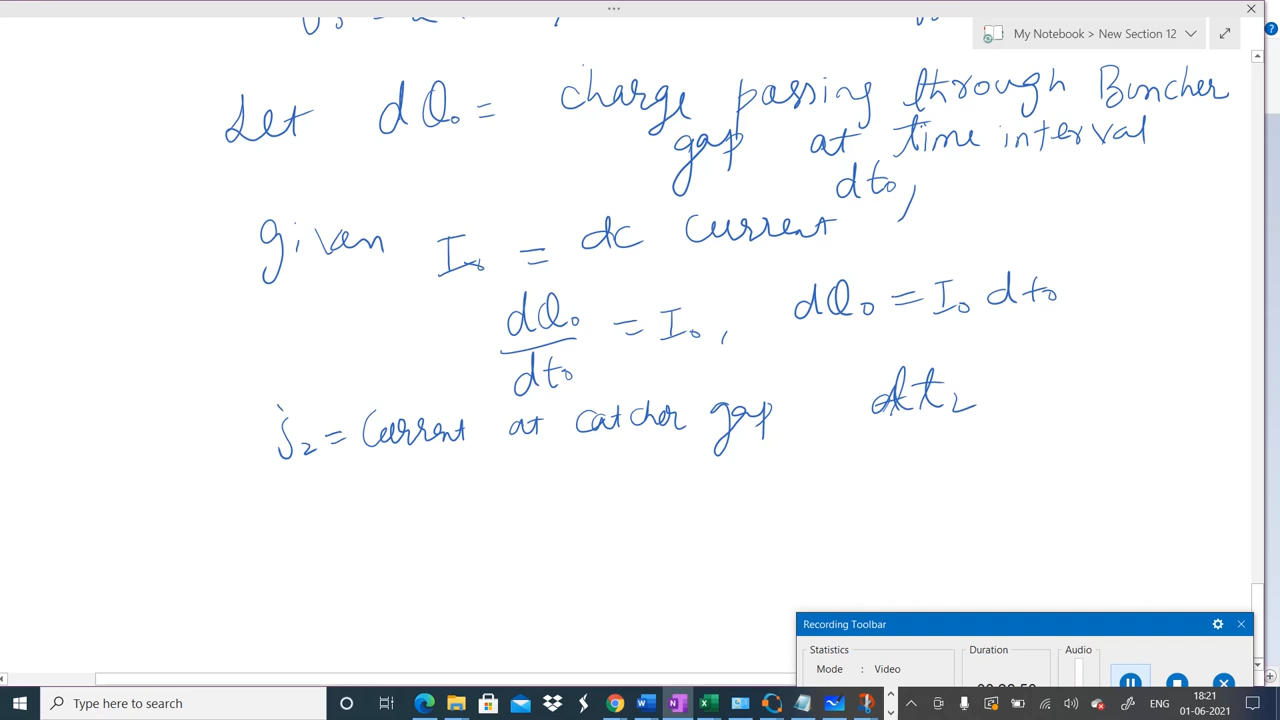 My Notebook > New Section 12
Let dQ₀ = charge passing through Buncher
gap at time interval
dt₀,
given I₀ = dc current
dQ₀/dt₀ = I₀, dQ₀ = I₀ dt₀
i₂ = Current at catcher gap dt₂
Recording Toolbar
Statistics Duration Audio
Mode : Video
Type here to search
ENG
18:21
01-06-2021